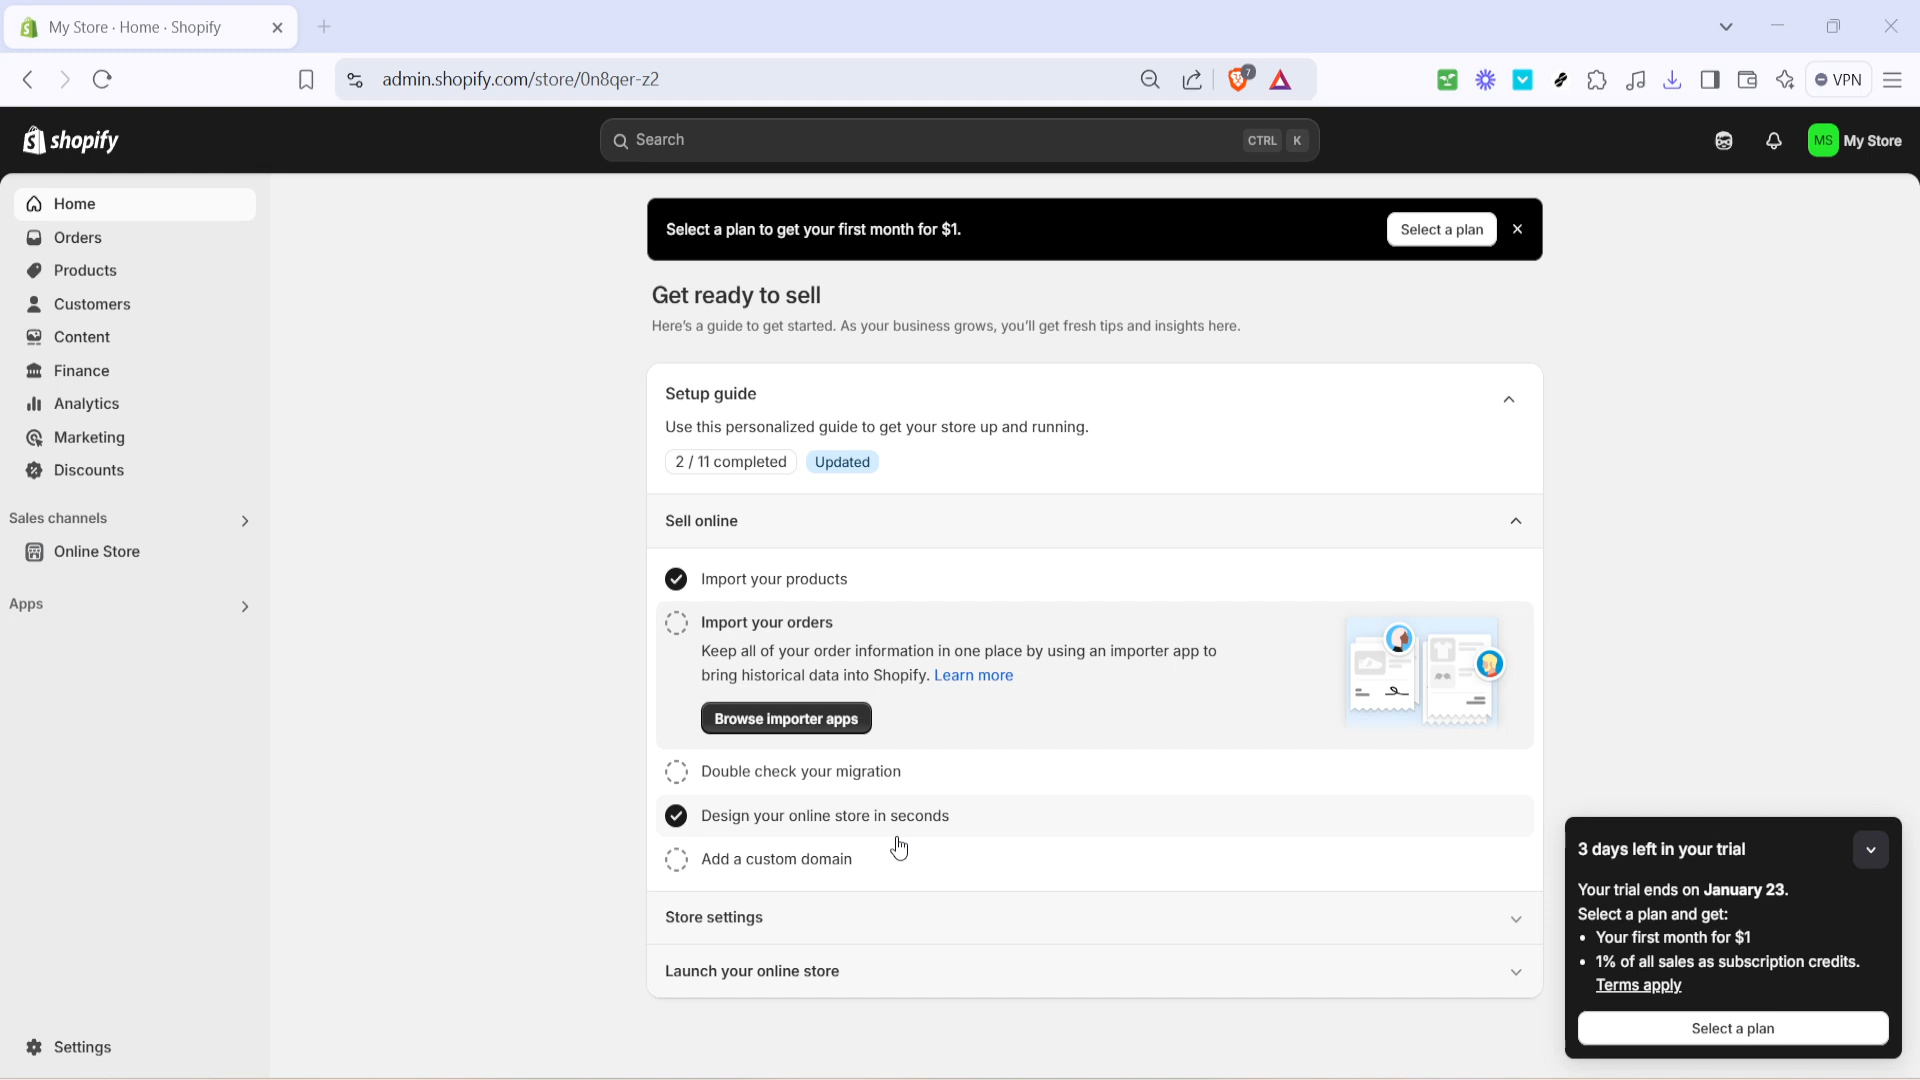 My Store · Home · Shopify
admin.shopify.com/store/0n8qer-z2
7
VPN
shopify
Search
CTRL K
MS My Store
Home
Orders
Products
Customers
Content
Finance
Analytics
Marketing
Discounts
Sales channels
Online Store
Apps
Settings
Select a plan to get your first month for $1.
Select a plan
Get ready to sell
Here's a guide to get started. As your business grows, you'll get fresh tips and insights here.
Setup guide
Use this personalized guide to get your store up and running.
2 / 11 completed
Updated
Sell online
Import your products
Import your orders
Keep all of your order information in one place by using an importer app to
bring historical data into Shopify. Learn more
Browse importer apps
Double check your migration
Design your online store in seconds
Add a custom domain
Store settings
Launch your online store
3 days left in your trial
Your trial ends on January 23.
Select a plan and get:
• Your first month for $1
• 1% of all sales as subscription credits.
Terms apply
Select a plan